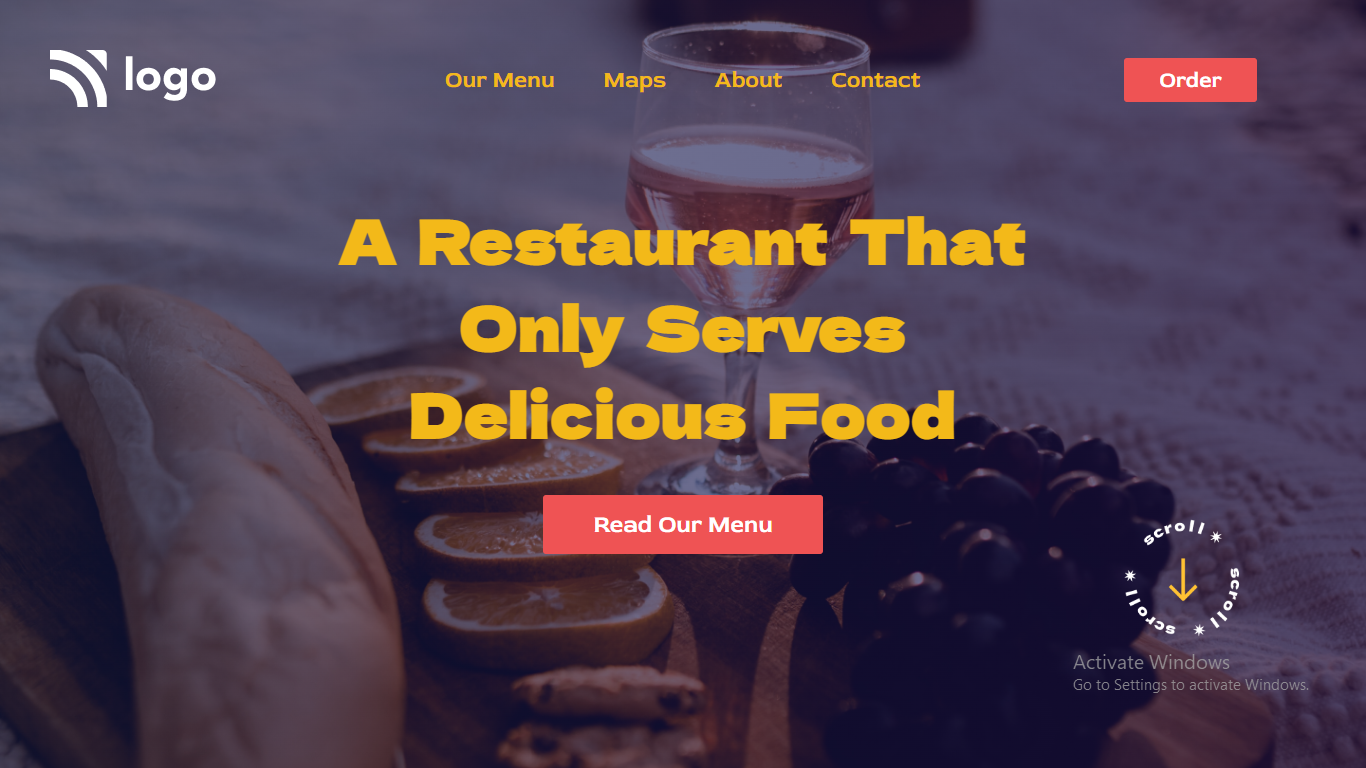 logo
Our Menu Maps About Contact
Order
A Restaurant That
Only Serves
Delicious Food
Read Our Menu
scroll ✷ scroll ✷ scroll ✷ scroll
Activate Windows
Go to Settings to activate Windows.